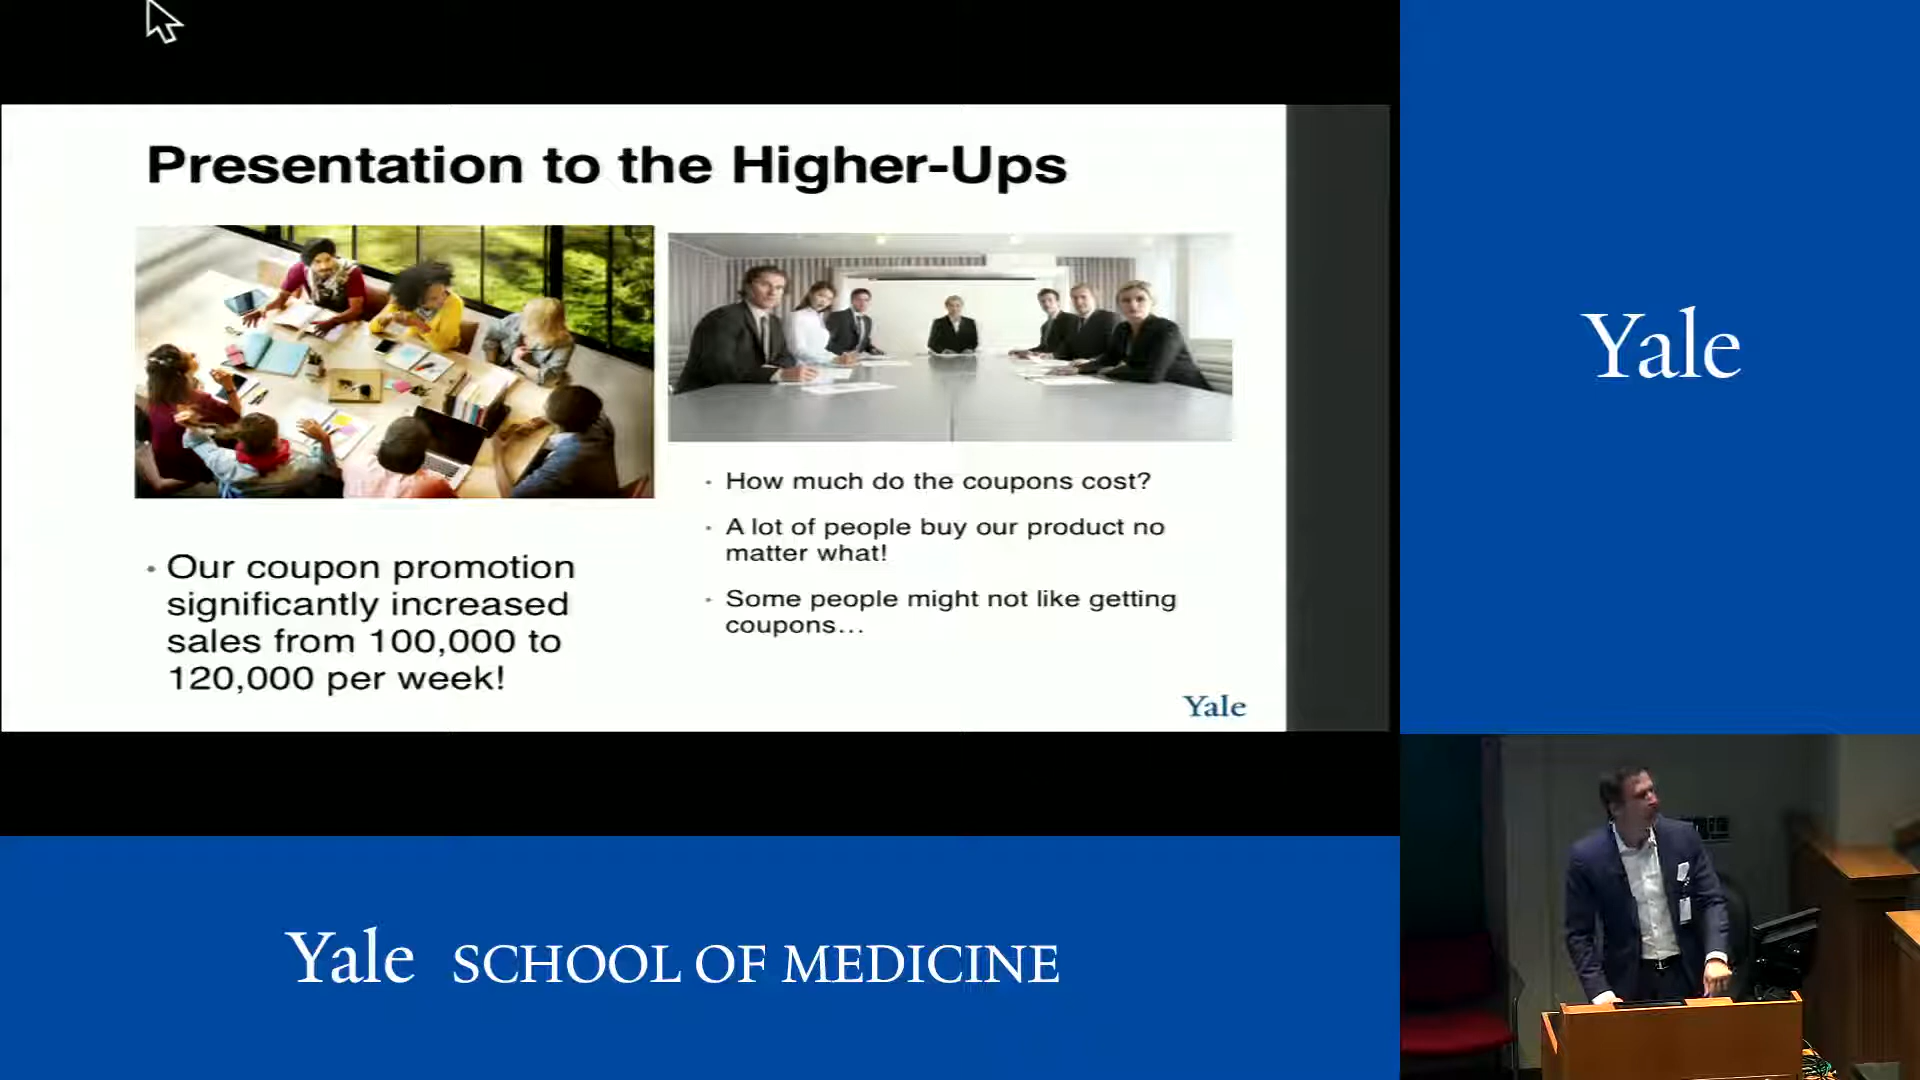 Presentation to the Higher-Ups
• Our coupon promotion
significantly increased
sales from 100,000 to
120,000 per week!
• How much do the coupons cost?
• A lot of people buy our product no
matter what!
• Some people might not like getting
coupons…
Yale
Yale
Yale SCHOOL OF MEDICINE